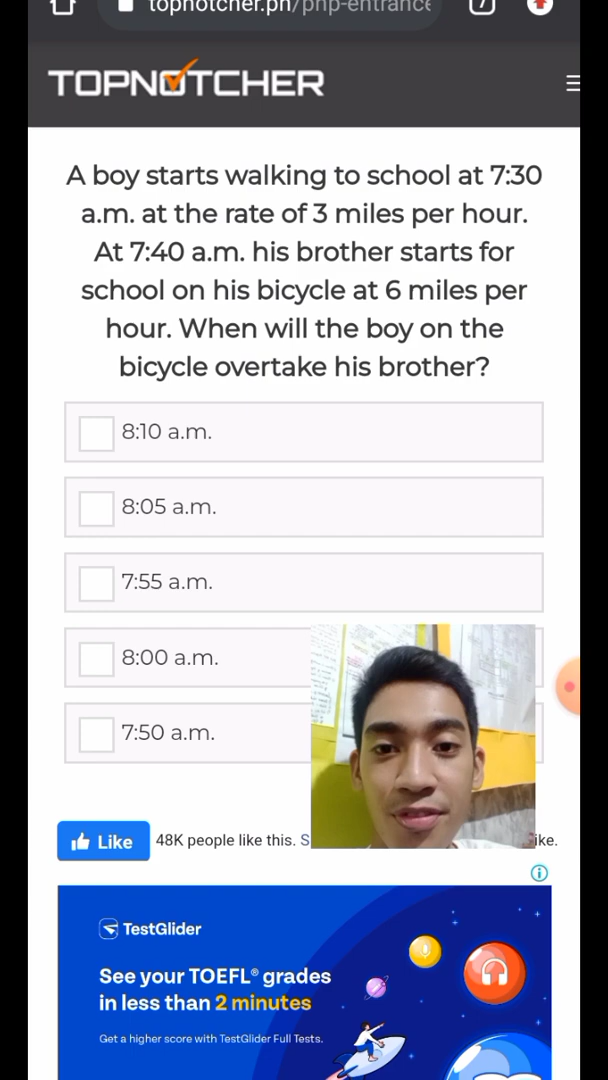 topnotcher.ph/pnp-entrance
7
TOPNOTCHER
A boy starts walking to school at 7:30
a.m. at the rate of 3 miles per hour.
At 7:40 a.m. his brother starts for
school on his bicycle at 6 miles per
hour. When will the boy on the
bicycle overtake his brother?
8:10 a.m.
8:05 a.m.
7:55 a.m.
8:00 a.m.
7:50 a.m.
Like 48K people like this. S ike.
TestGlider
See your TOEFL® grades
in less than 2 minutes
Get a higher score with TestGlider Full Tests.